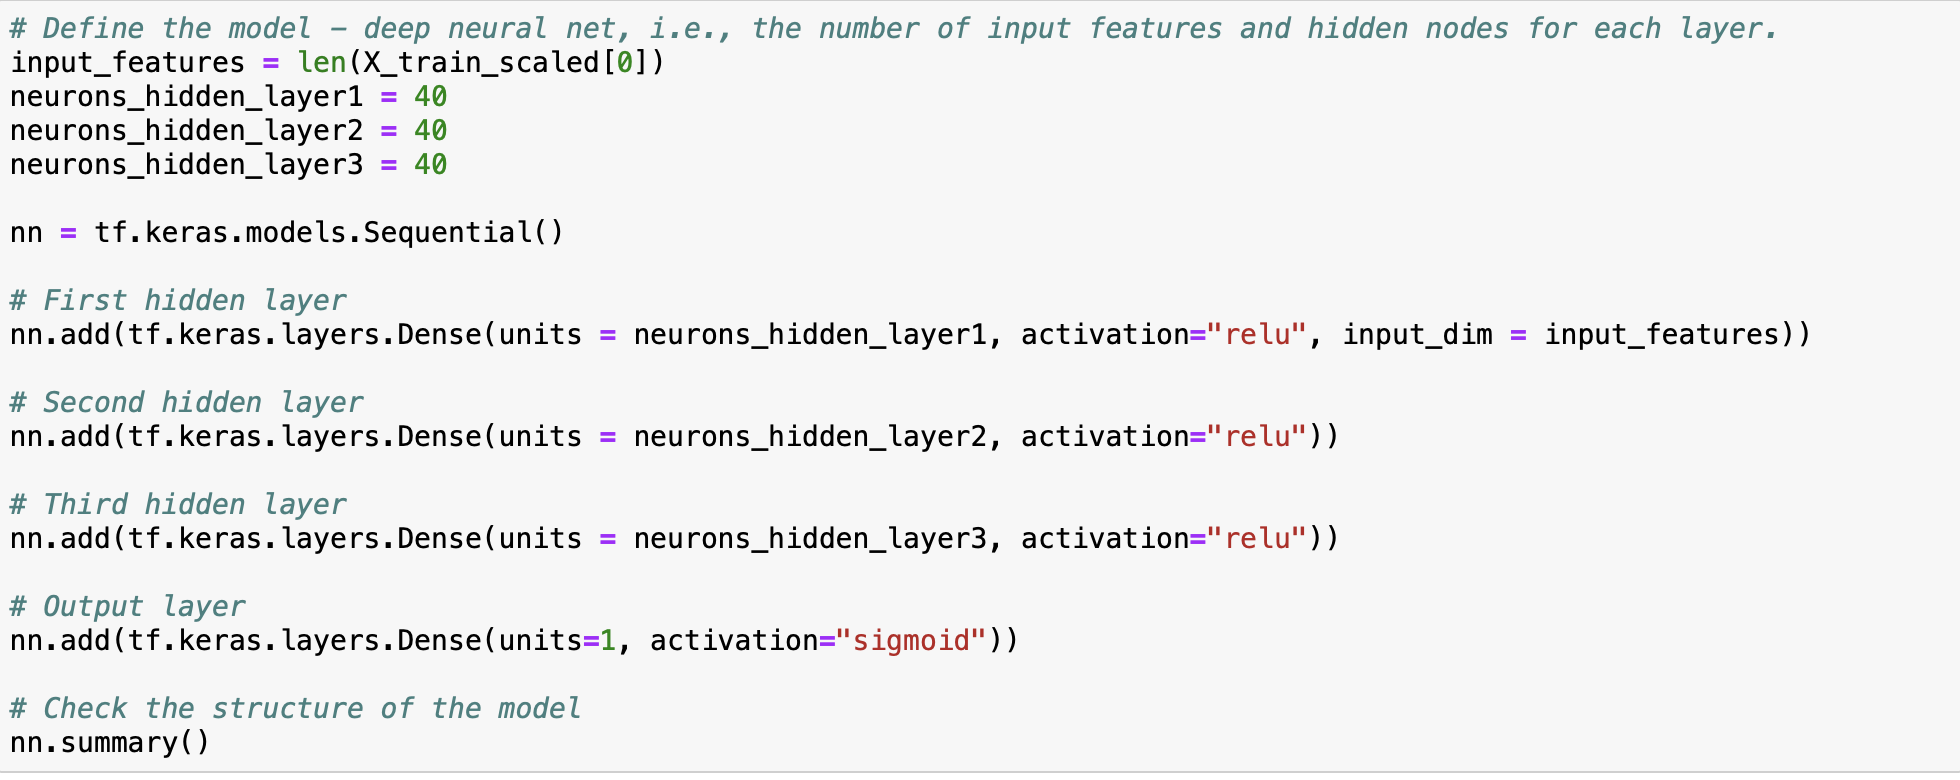 # Define the model – deep neural net, i.e., the number of input features and hidden nodes for each layer.
input_features = len(X_train_scaled[0])
neurons_hidden_layer1 = 40
neurons_hidden_layer2 = 40
neurons_hidden_layer3 = 40
nn = tf.keras.models.Sequential()
# First hidden layer
nn.add(tf.keras.layers.Dense(units = neurons_hidden_layer1, activation="relu", input_dim = input_features))
# Second hidden layer
nn.add(tf.keras.layers.Dense(units = neurons_hidden_layer2, activation="relu"))
# Third hidden layer
nn.add(tf.keras.layers.Dense(units = neurons_hidden_layer3, activation="relu"))
# Output layer
nn.add(tf.keras.layers.Dense(units=1, activation="sigmoid"))
# Check the structure of the model
nn.summary()